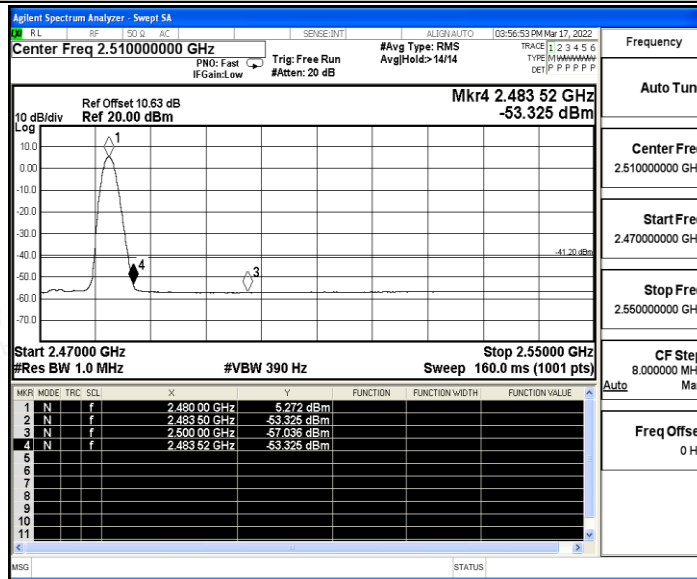 Agilent Spectrum Analyzer - Swept SA
RL RF 50 Ω AC SENSE:INT ALIGN AUTO 03:56:53 PM Mar 17, 2022
Center Freq 2.510000000 GHz
PNO: Fast
IFGain:Low
Trig: Free Run
#Atten: 20 dB
#Avg Type: RMS
Avg|Hold:> 14/14
TRACE 1 2 3 4 5 6
TYPE M
DET P P P P P P
Ref Offset 10.63 dB
10 dB/div Ref 20.00 dBm
Log
Mkr4 2.483 52 GHz
-53.325 dBm
10.0
0.00
-10.0
-20.0
-30.0
-40.0
-50.0
-60.0
-70.0
1
4
3
-41.20 dBm
Start 2.47000 GHz Stop 2.55000 GHz
#Res BW 1.0 MHz #VBW 390 Hz Sweep 160.0 ms (1001 pts)
MKR MODE TRC SCL X Y FUNCTION FUNCTION WIDTH FUNCTION VALUE
1 N f 2.480 00 GHz 5.272 dBm
2 N f 2.483 50 GHz -53.325 dBm
3 N f 2.500 00 GHz -57.036 dBm
4 N f 2.483 52 GHz -53.325 dBm
5
6
7
8
9
10
11
MSG STATUS
Frequency
Auto Tun
Center Fre
2.510000000 GH
Start Fre
2.470000000 GH
Stop Fre
2.550000000 GH
CF Step
8.000000 MH
Auto Ma
Freq Offse
0 H